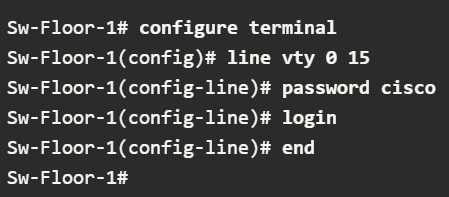 Sw-Floor-1# configure terminal
Sw-Floor-1(config)# line vty 0 15
Sw-Floor-1(config-line)# password cisco
Sw-Floor-1(config-line)# login
Sw-Floor-1(config-line)# end
Sw-Floor-1#